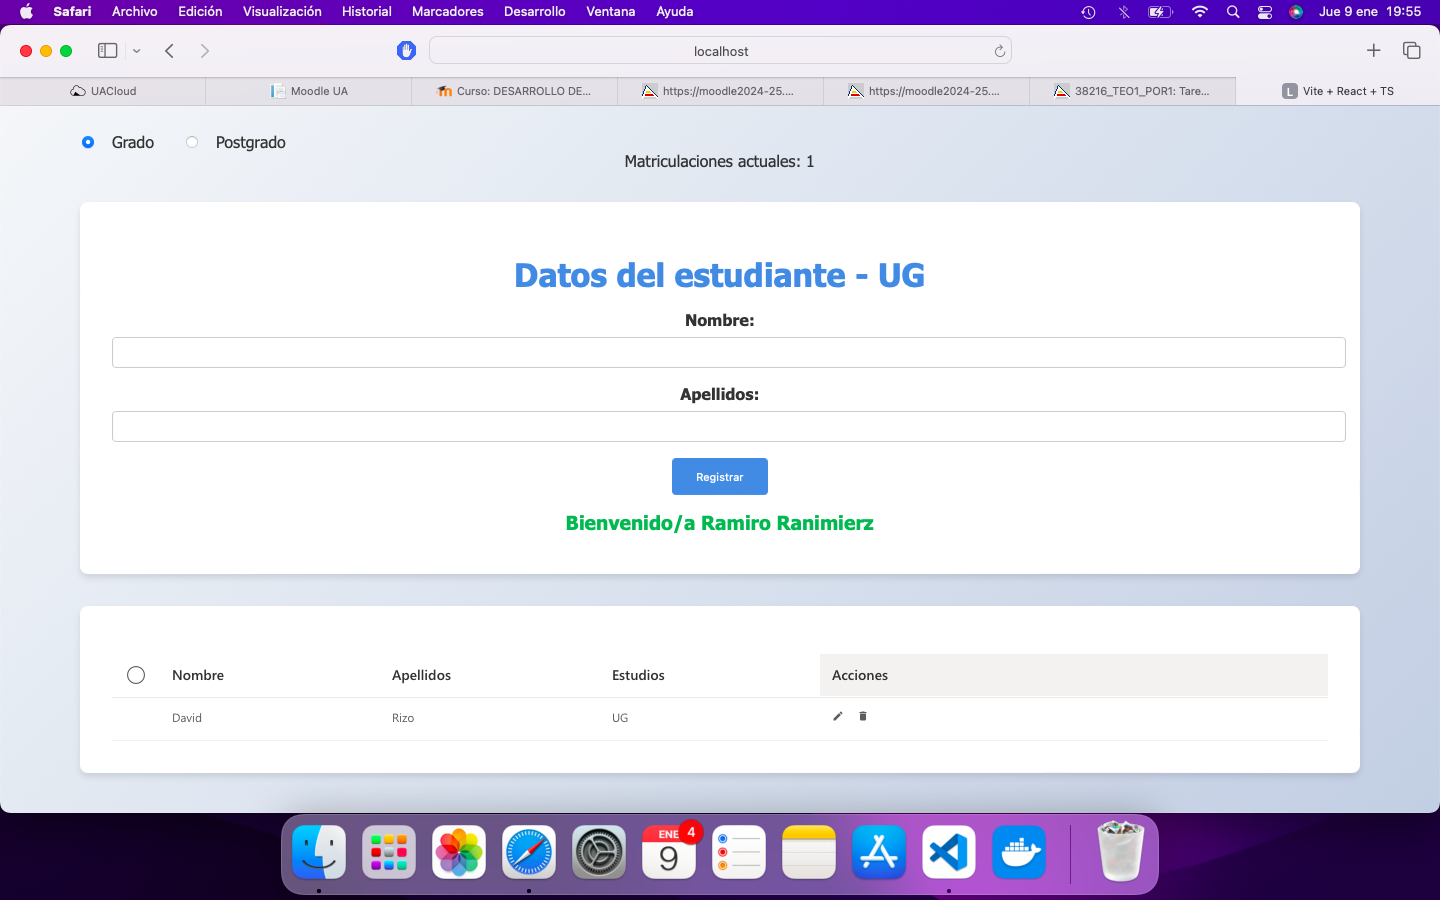 Safari Archivo Edición Visualización Historial Marcadores Desarrollo Ventana Ayuda Jue 9 ene 19:55
localhost
UACloud Moodle UA Curso: DESARROLLO DE... https://moodle2024-25.... https://moodle2024-25.... 38216_TEO1_POR1: Tare... L Vite + React + TS
Grado Postgrado
Matriculaciones actuales: 1
Datos del estudiante - UG
Nombre:
Apellidos:
Registrar
Bienvenido/a Ramiro Ranimierz
Nombre Apellidos Estudios Acciones
David Rizo UG
ENE 4
9